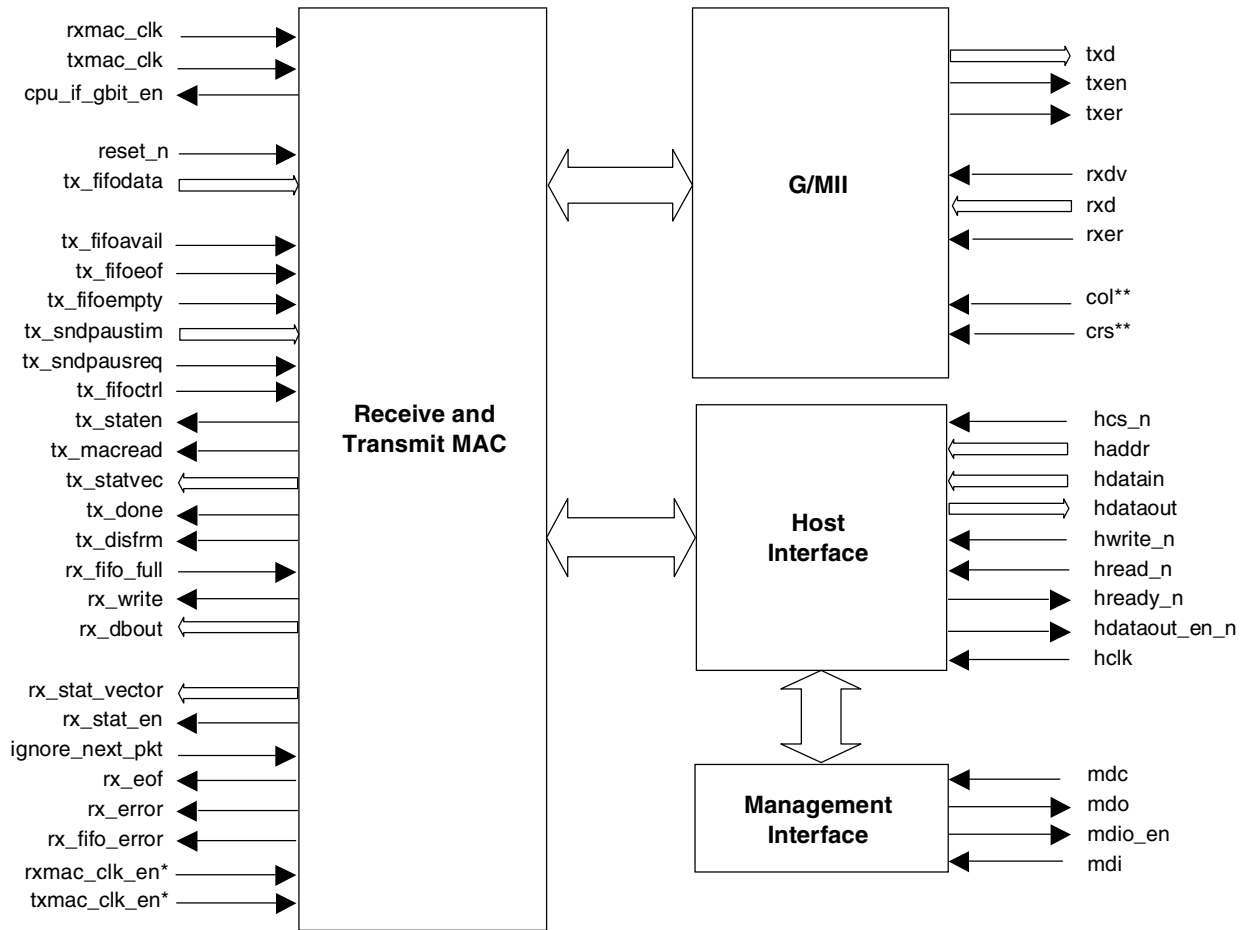 rxmac_clk
txmac_clk
cpu_if_gbit_en
reset_n
tx_fifodata
tx_fifoavail
tx_fifoeof
tx_fifoempty
tx_sndpaustim
tx_sndpausreq
tx_fifoctrl
tx_staten
tx_macread
tx_statvec
tx_done
tx_disfrm
rx_fifo_full
rx_write
rx_dbout
rx_stat_vector
rx_stat_en
ignore_next_pkt
rx_eof
rx_error
rx_fifo_error
rxmac_clk_en*
txmac_clk_en*
Receive and
Transmit MAC
G/MII
txd
txen
txer
rxdv
rxd
rxer
col**
crs**
Host
Interface
hcs_n
haddr
hdatain
hdataout
hwrite_n
hread_n
hready_n
hdataout_en_n
hclk
Management
Interface
mdc
mdo
mdio_en
mdi